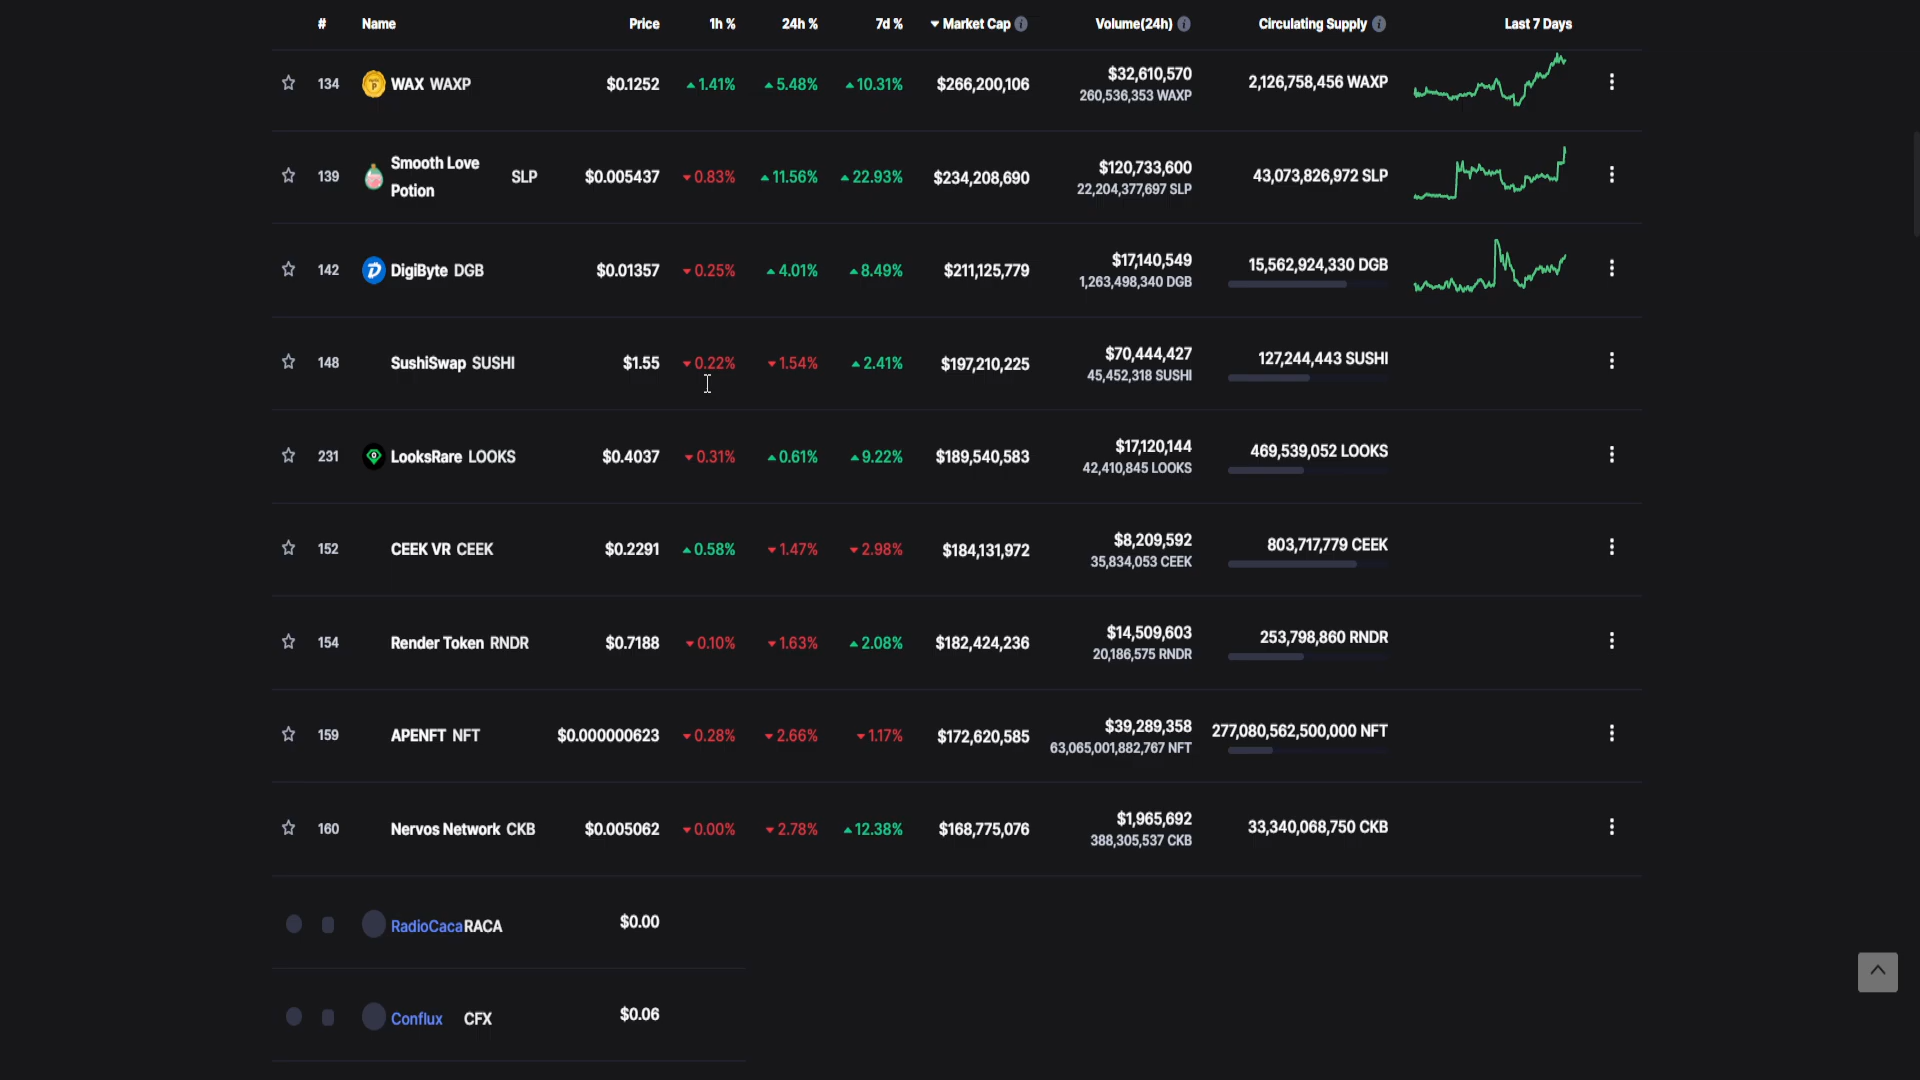 # Name Price 1h % 24h % 7d % Market Cap Volume(24h) Circulating Supply Last 7 Days
134 WAX WAXP $0.1252 1.41% 5.48% 10.31% $266,200,106 $32,610,570 2,126,758,456 WAXP
260,536,353 WAXP
139 Smooth Love Potion SLP $0.005437 0.83% 11.56% 22.93% $234,208,690 $120,733,600 43,073,826,972 SLP
22,204,377,697 SLP
142 DigiByte DGB $0.01357 0.25% 4.01% 8.49% $211,125,779 $17,140,549 15,562,924,330 DGB
1,263,498,340 DGB
148 SushiSwap SUSHI $1.55 0.22% 1.54% 2.41% $197,210,225 $70,444,427 127,244,443 SUSHI
45,452,318 SUSHI
231 LooksRare LOOKS $0.4037 0.31% 0.61% 9.22% $189,540,583 $17,120,144 469,539,052 LOOKS
42,410,845 LOOKS
152 CEEK VR CEEK $0.2291 0.58% 1.47% 2.98% $184,131,972 $8,209,592 803,717,779 CEEK
35,834,053 CEEK
154 Render Token RNDR $0.7188 0.10% 1.63% 2.08% $182,424,236 $14,509,603 253,798,860 RNDR
20,186,575 RNDR
159 APENFT NFT $0.000000623 0.28% 2.66% 1.17% $172,620,585 $39,289,358 277,080,562,500,000 NFT
63,065,001,882,767 NFT
160 Nervos Network CKB $0.005062 0.00% 2.78% 12.38% $168,775,076 $1,965,692 33,340,068,750 CKB
388,305,537 CKB
RadioCaca RACA $0.00
Conflux CFX $0.06